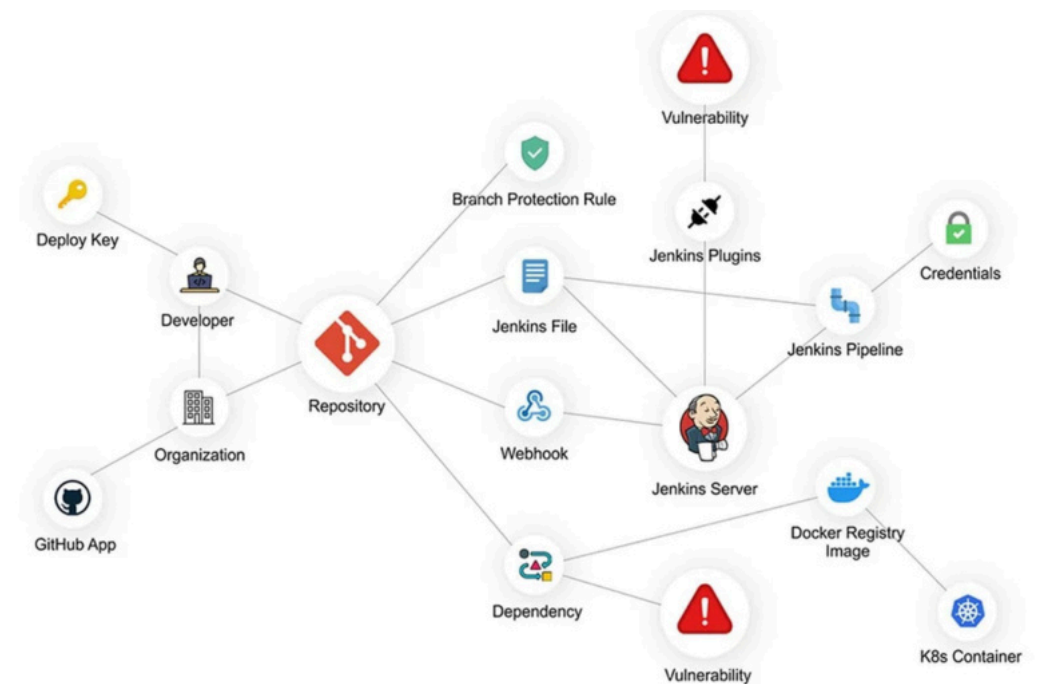 Vulnerability
Branch Protection Rule
Deploy Key
Jenkins Plugins
Credentials
Developer
Jenkins File
Jenkins Pipeline
Repository
Organization
Webhook
Jenkins Server
GitHub App
Docker Registry
Image
Dependency
K8s Container
Vulnerability